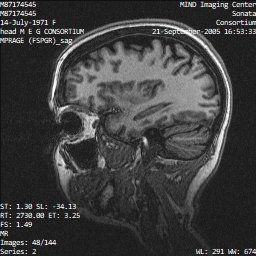 M87174545
M87174545
14-July-1971 F
head M E G CONSORTIUM
MPRAGE (FSPGR)_sag
MIND Imaging Center
Sonata
Consortium
21-September-2005 16:53:33
ST: 1.30 SL: -34.13
RT: 2730.00 ET: 3.25
FS: 1.49
MR
Images: 48/144
Series: 2
WL: 291 WW: 674